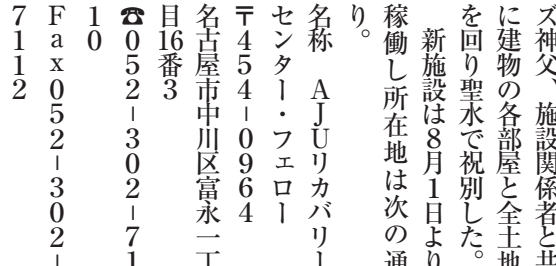 ズ神父、施設関係者と共
に建物の各部屋と全土地
を回り聖水で祝別した。
　新施設は8月1日より
稼働し所在地は次の通
り。
名称　AJUリカバリー
センター・フェロー
〒454-0964
名古屋市中川区富永一丁
目16番3
☎052-302-71
10
Fax052-302-
7112